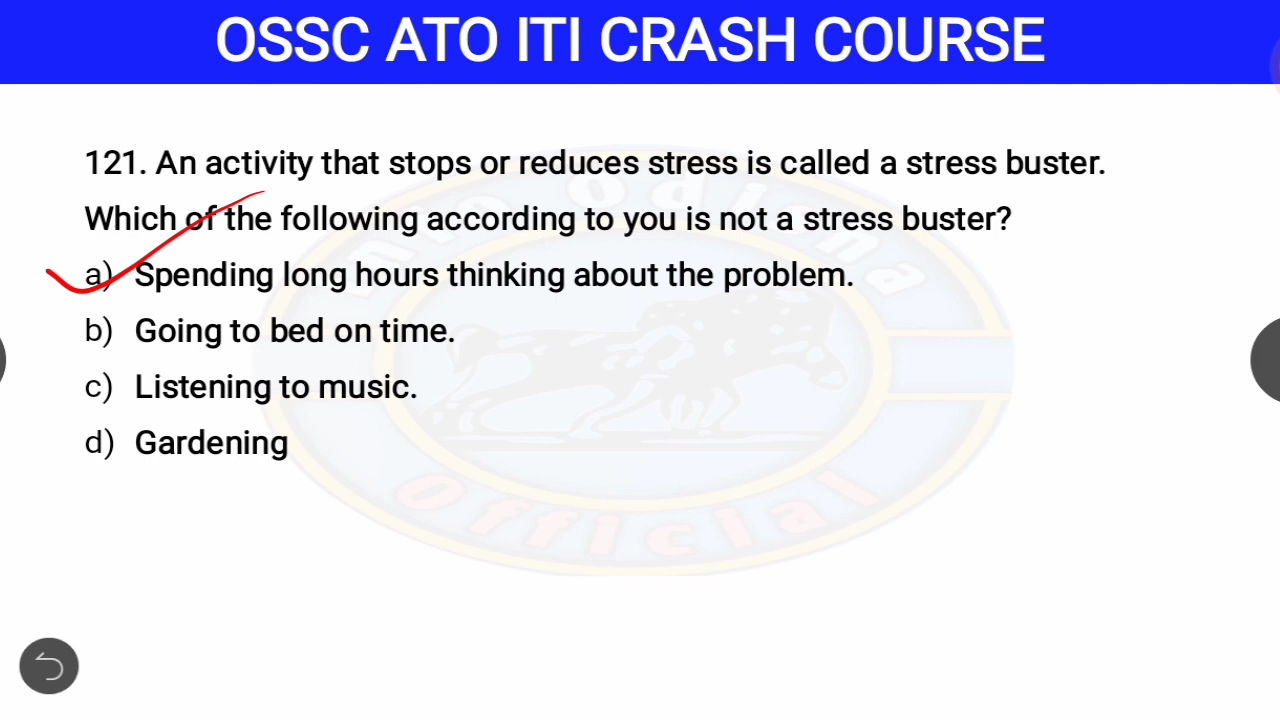 OSSC ATO ITI CRASH COURSE
121. An activity that stops or reduces stress is called a stress buster.
Which of the following according to you is not a stress buster?
a) Spending long hours thinking about the problem.
b) Going to bed on time.
c) Listening to music.
d) Gardening
Official